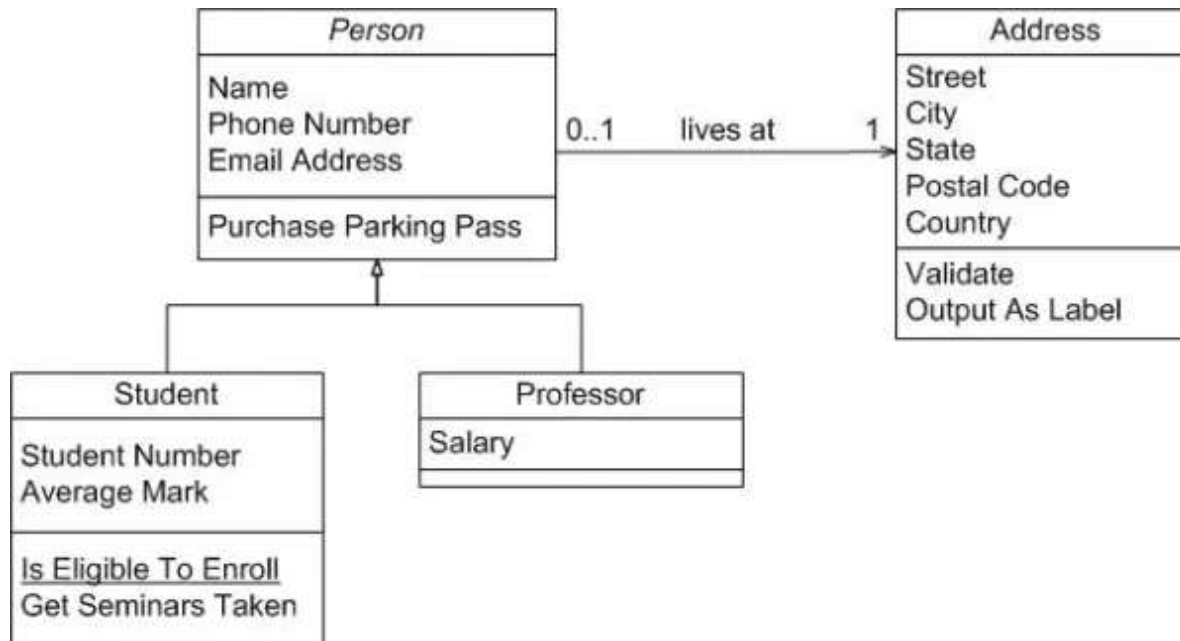 Person
Name
Phone Number
Email Address
Purchase Parking Pass
0..1 lives at 1
Address
Street
City
State
Postal Code
Country
Validate
Output As Label
Student
Student Number
Average Mark
Is Eligible To Enroll
Get Seminars Taken
Professor
Salary